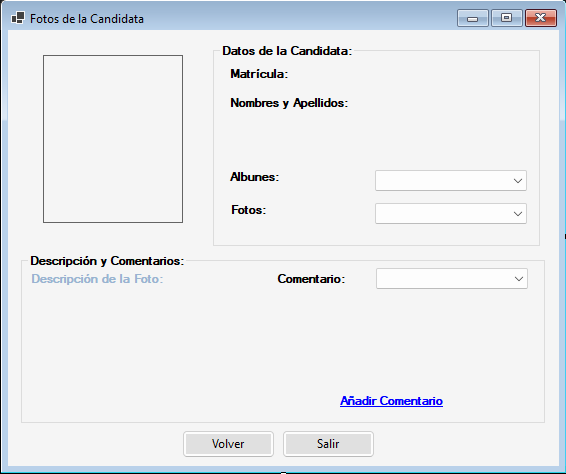 Fotos de la Candidata
Datos de la Candidata:
Matrícula:
Nombres y Apellidos:
Albunes:
Fotos:
Descripción y Comentarios:
Descripción de la Foto:
Comentario:
Añadir Comentario
Volver
Salir